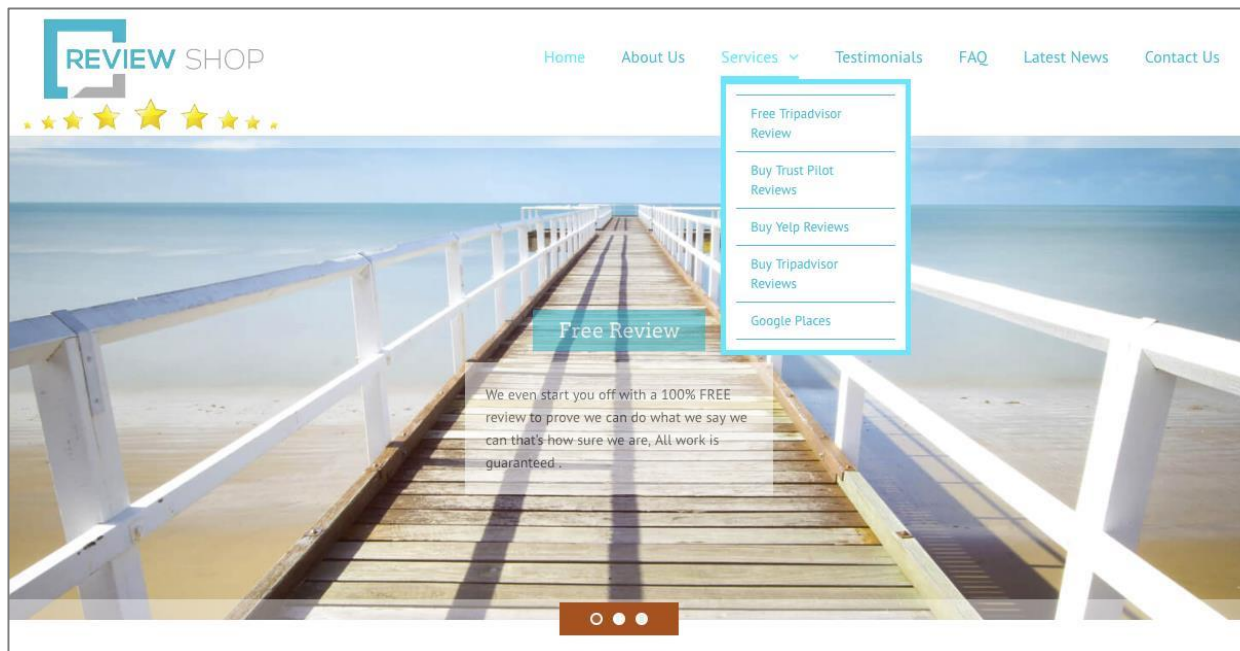 REVIEW SHOP
Home About Us Services Testimonials FAQ Latest News Contact Us
Free Tripadvisor
Review
Buy Trust Pilot
Reviews
Buy Yelp Reviews
Buy Tripadvisor
Reviews
Google Places
Free Review
We even start you off with a 100% FREE
review to prove we can do what we say we
can that's how sure we are, All work is
guaranteed .